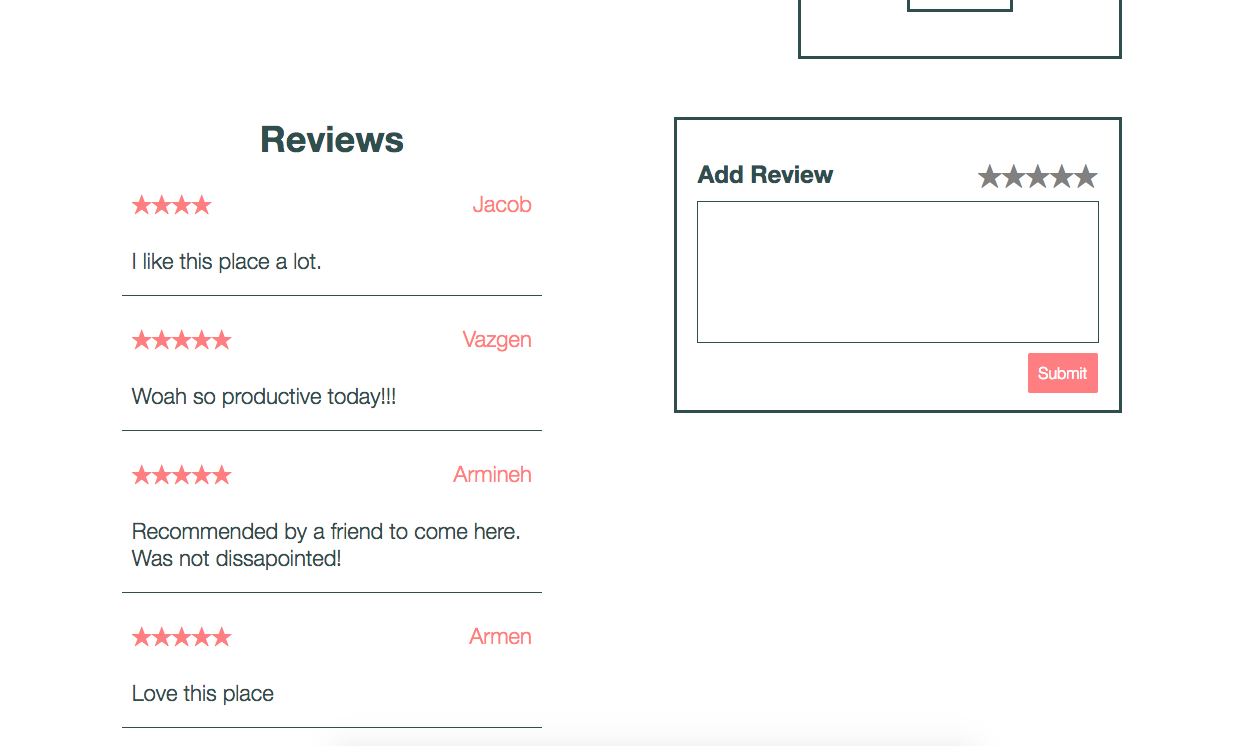 Reviews
★★★★ Jacob
I like this place a lot.
★★★★★ Vazgen
Woah so productive today!!!
★★★★★ Armineh
Recommended by a friend to come here.
Was not dissapointed!
★★★★★ Armen
Love this place
Add Review ★★★★★
Submit